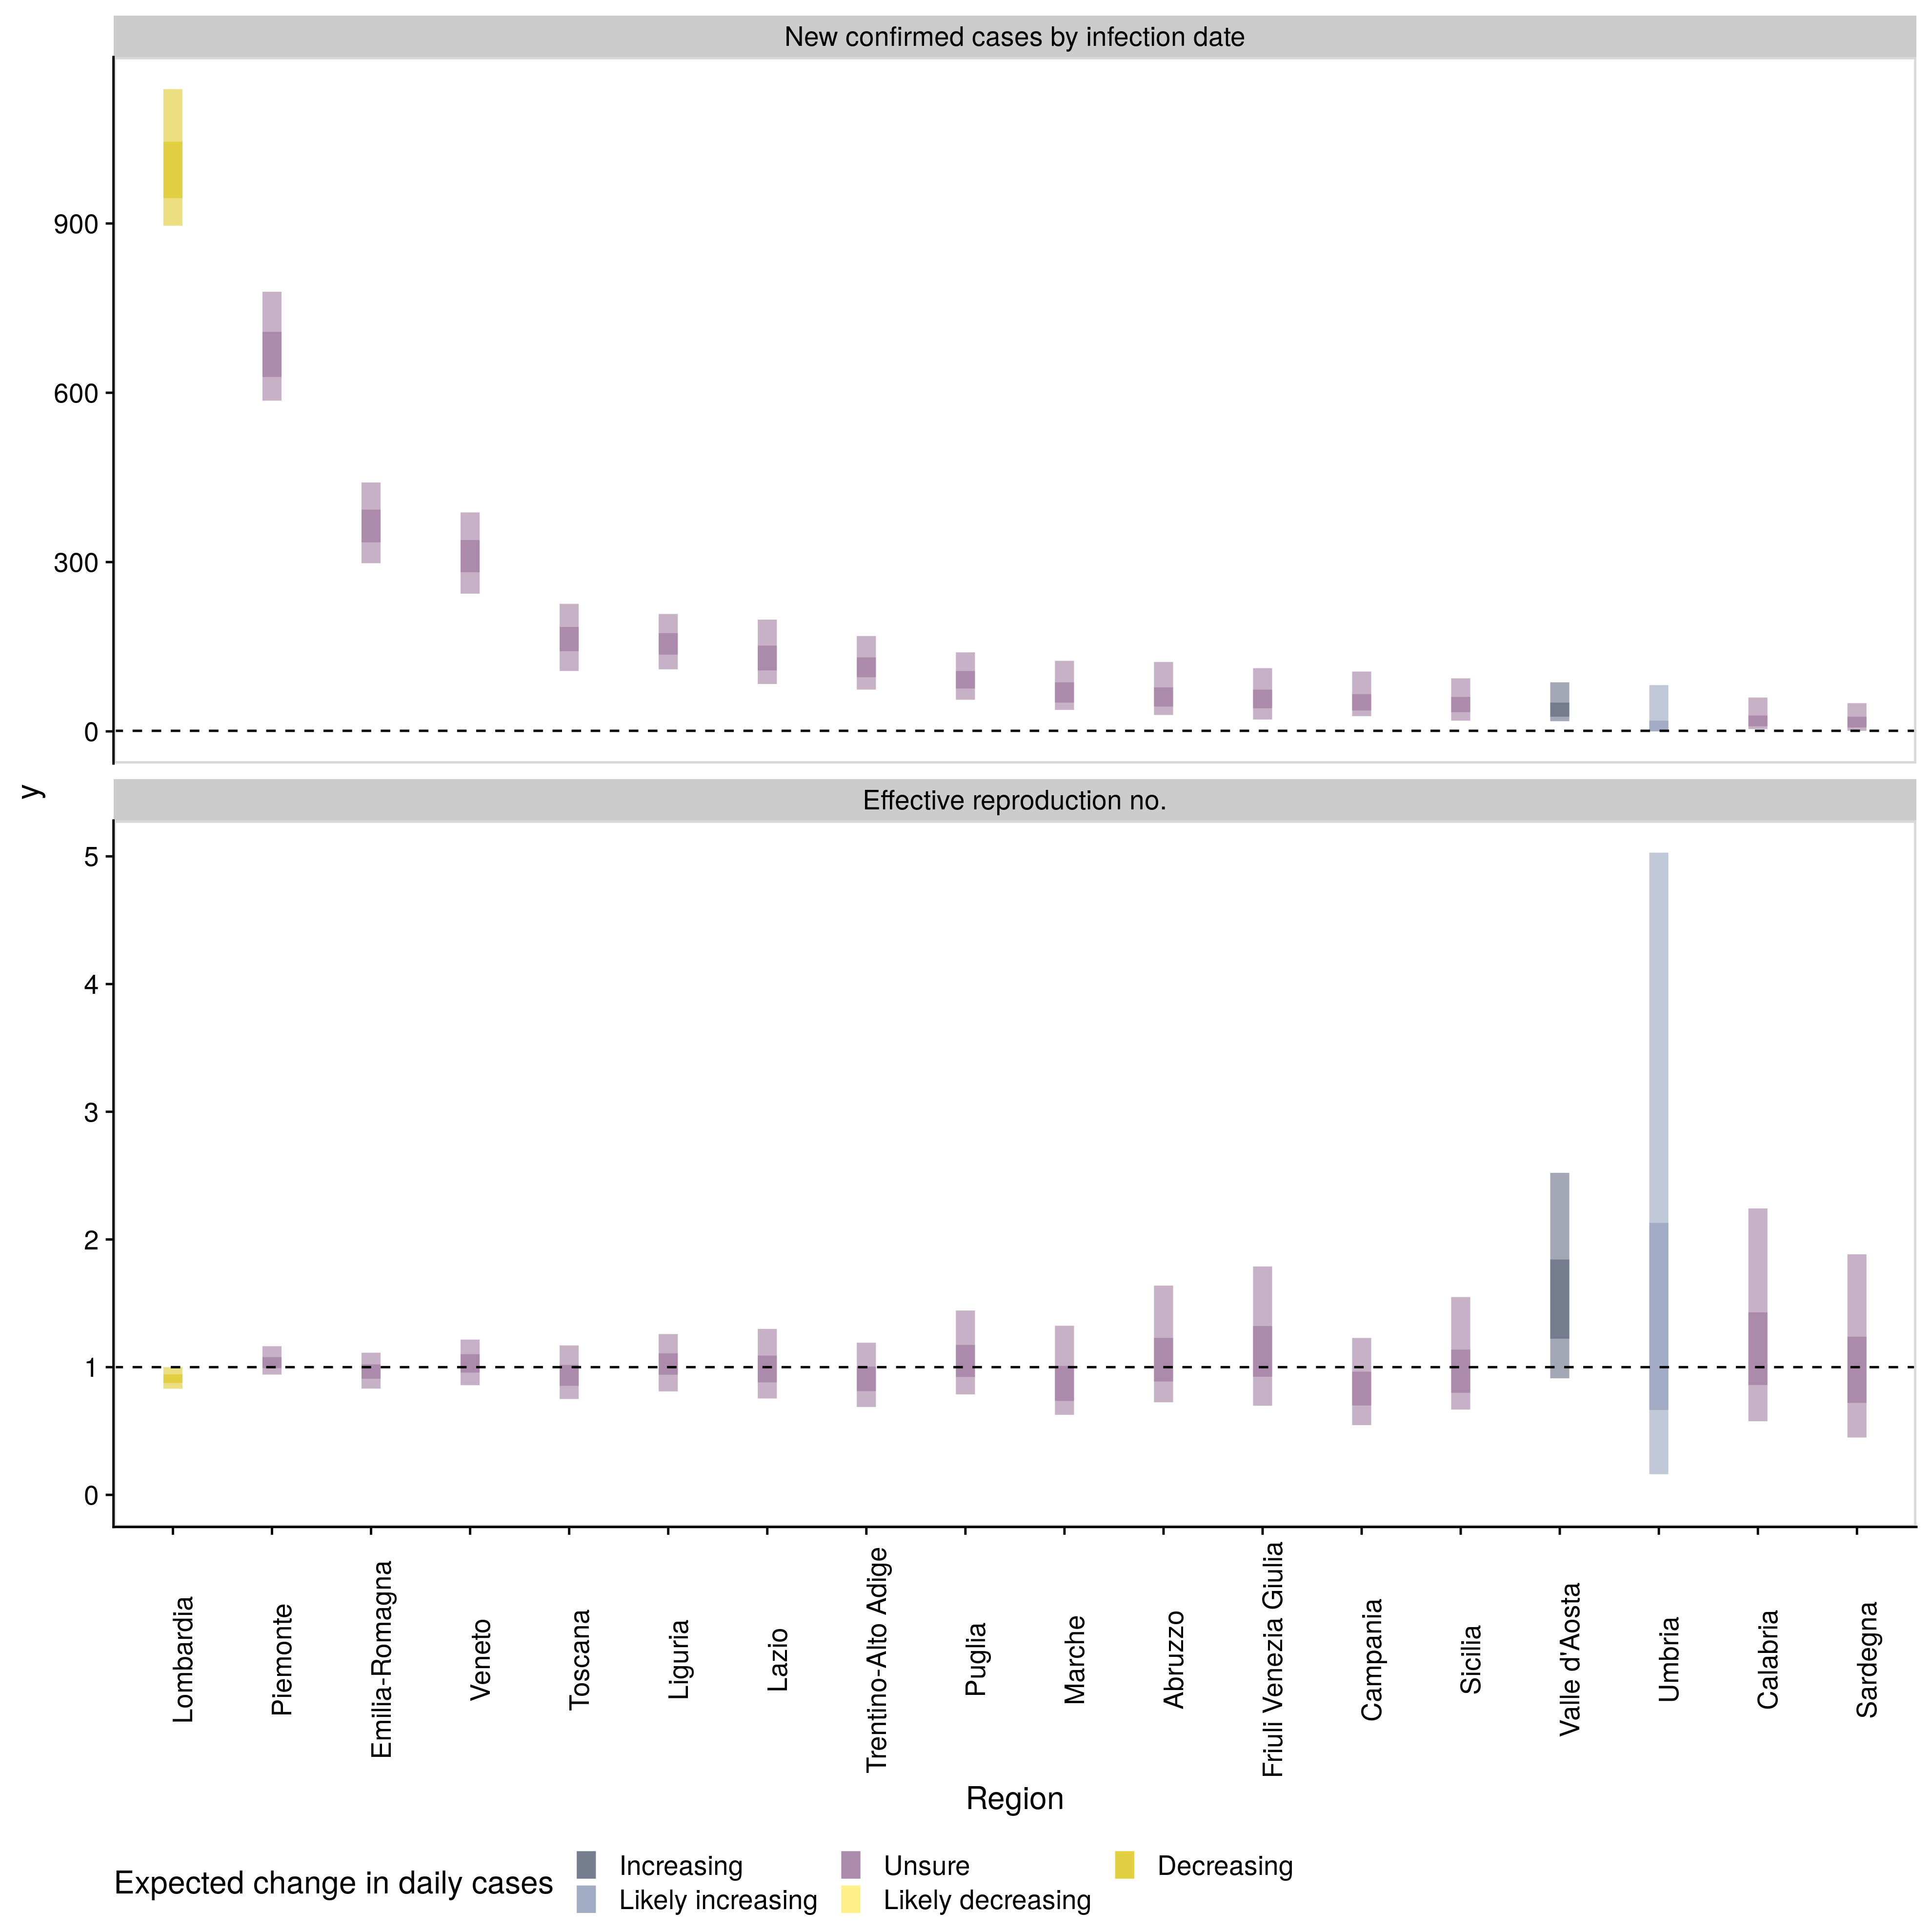 New confirmed cases by infection date
900
600
300
0
y
Effective reproduction no.
5
4
3
2
1
0
Lombardia
Piemonte
Emilia-Romagna
Veneto
Toscana
Liguria
Lazio
Trentino-Alto Adige
Puglia
Marche
Abruzzo
Friuli Venezia Giulia
Campania
Sicilia
Valle d'Aosta
Umbria
Calabria
Sardegna
Region
Expected change in daily cases
Increasing
Unsure
Decreasing
Likely increasing
Likely decreasing